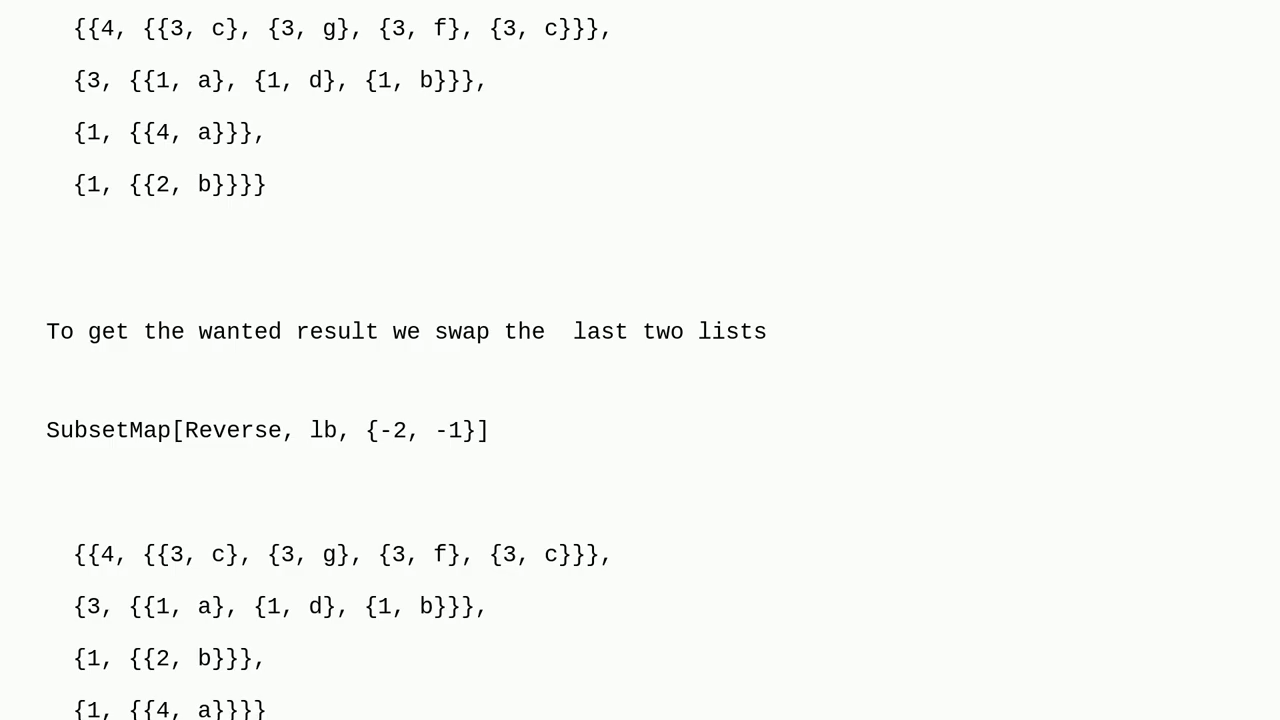 {{4, {{3, c}, {3, g}, {3, f}, {3, c}}},
{3, {{1, a}, {1, d}, {1, b}}},
{1, {{4, a}}},
{1, {{2, b}}}}
To get the wanted result we swap the  last two lists
SubsetMap[Reverse, lb, {-2, -1}]
{{4, {{3, c}, {3, g}, {3, f}, {3, c}}},
{3, {{1, a}, {1, d}, {1, b}}},
{1, {{2, b}}},
{1, {{4, a}}}}